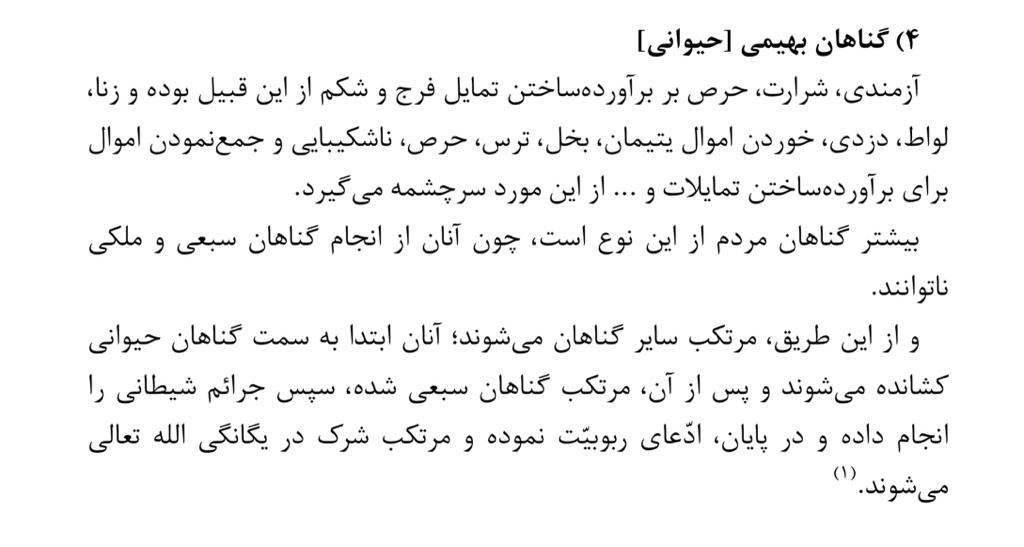 ۴) گناهان بهیمی [حیوانی]
آزمندی، شرارت، حرص بر برآورده‌ساختن تمایل فرج و شکم از این قبیل بوده و زنا،
لواط، دزدی، خوردن اموال یتیمان، بخل، ترس، حرص، ناشکیبایی و جمع‌نمودن اموال
برای برآورده‌ساختن تمایلات و ... از این مورد سرچشمه می‌گیرد.
بیشتر گناهان مردم از این نوع است، چون آنان از انجام گناهان سبعی و ملکی
ناتوانند.
و از این طریق، مرتکب سایر گناهان می‌شوند؛ آنان ابتدا به سمت گناهان حیوانی
کشانده می‌شوند و پس از آن، مرتکب گناهان سبعی شده، سپس جرائم شیطانی را
انجام داده و در پایان، ادّعای ربوبیّت نموده و مرتکب شرک در یگانگی الله تعالی
می‌شوند.(۱)